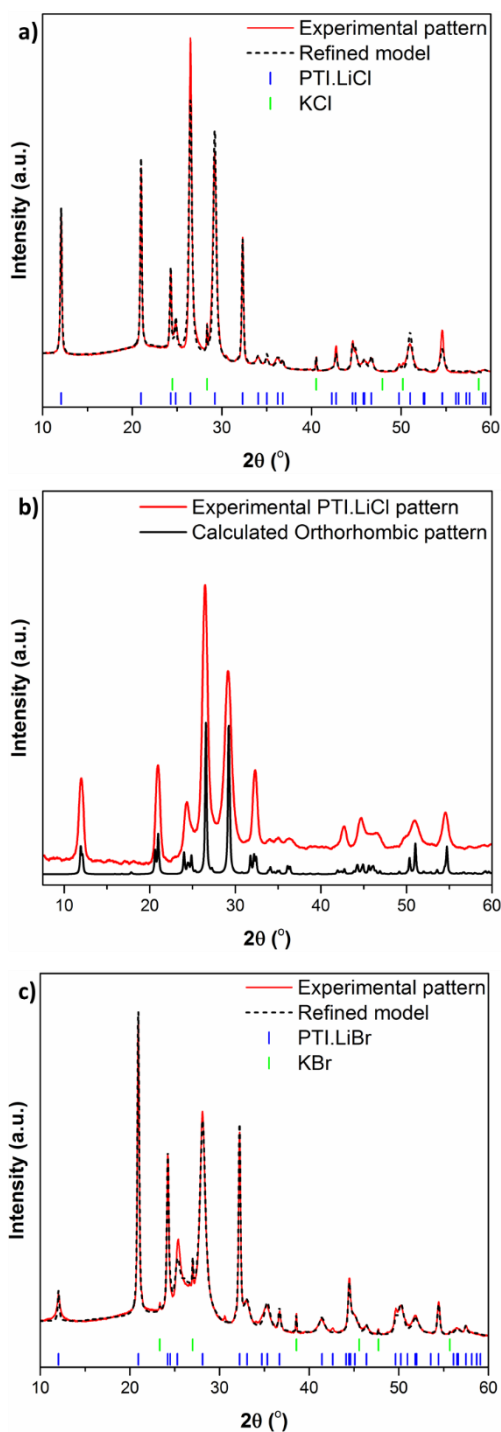 a)
Experimental pattern
Refined model
PTI.LiCl
KCl
Intensity (a.u.)
10 20 30 40 50 60
2θ (°)
b)
Experimental PTI.LiCl pattern
Calculated Orthorhombic pattern
Intensity (a.u.)
10 20 30 40 50 60
2θ (°)
c)
Experimental pattern
Refined model
PTI.LiBr
KBr
Intensity (a.u.)
10 20 30 40 50 60
2θ (°)